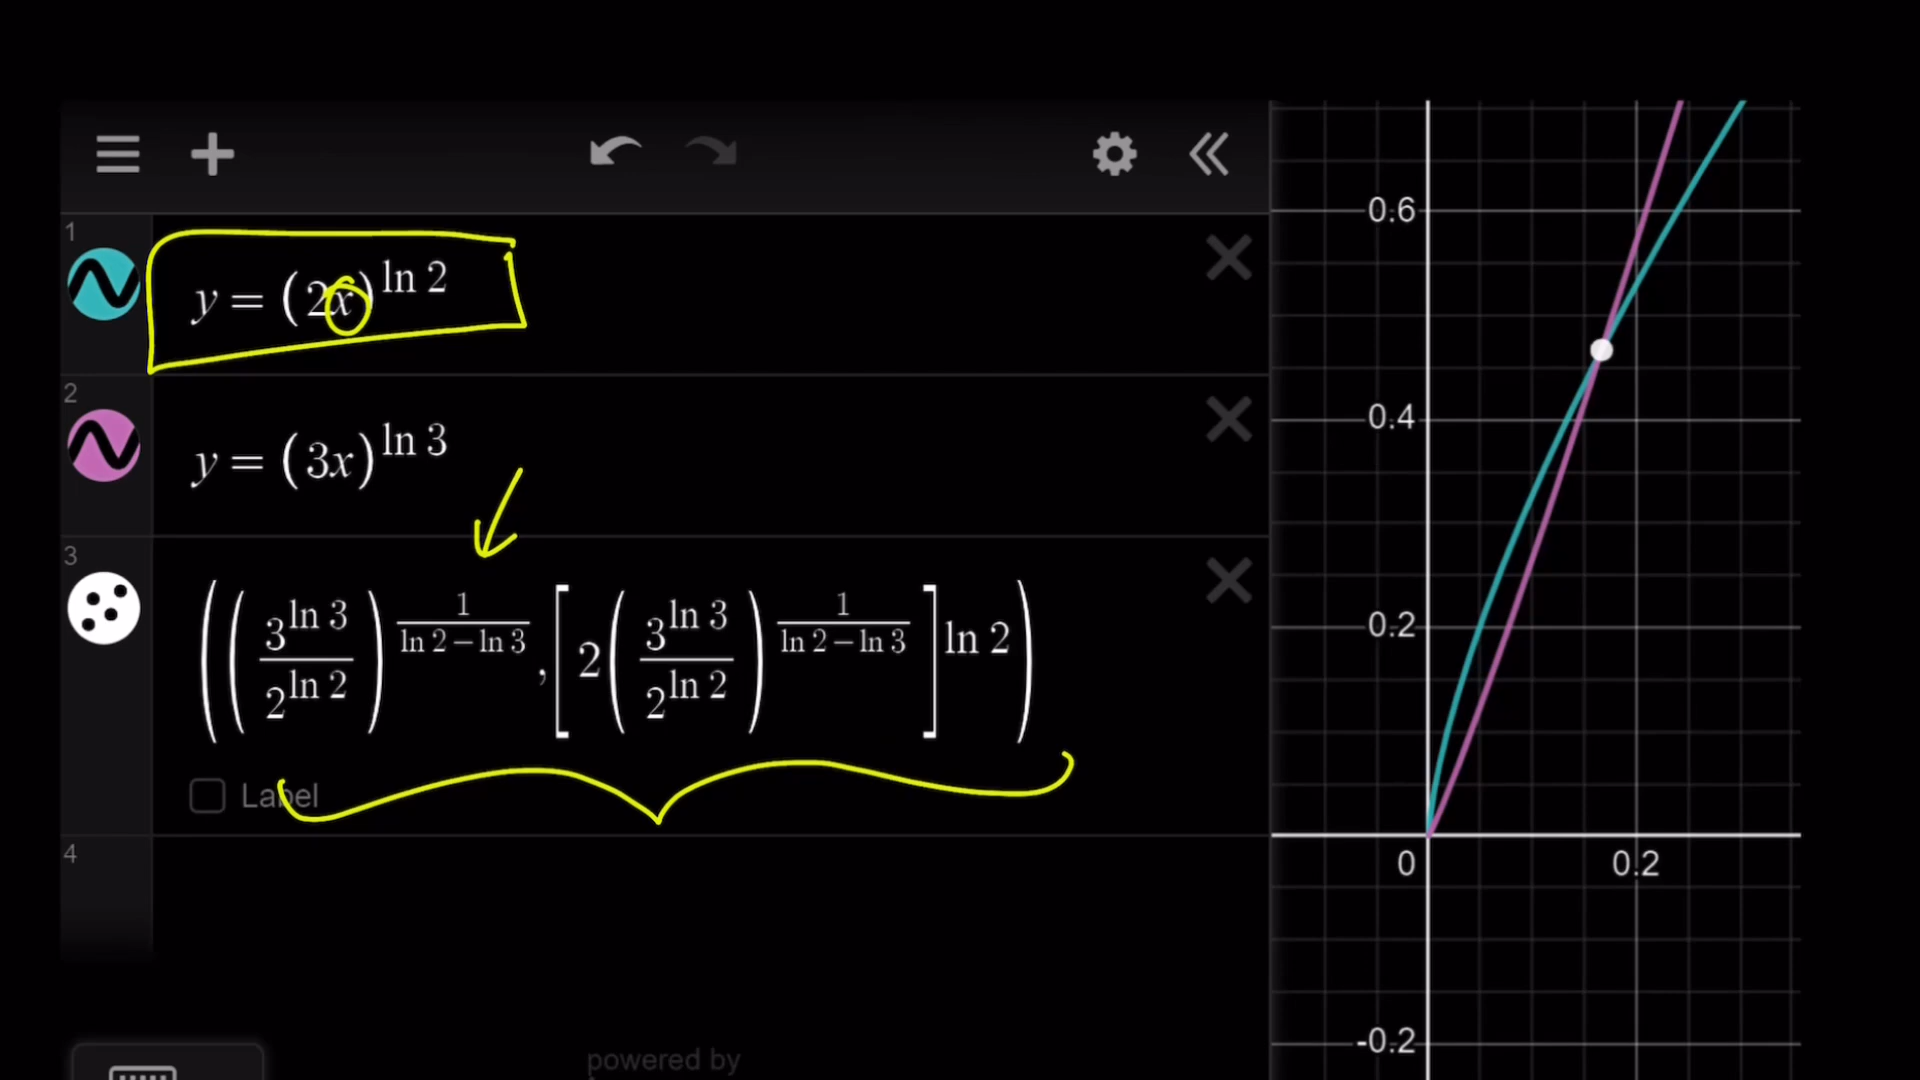 1
y = (2x)^{ln 2}
2
y = (3x)^{ln 3}
3
((3^{ln 3}/2^{ln 2})^{1/(ln 2 − ln 3)}, [2(3^{ln 3}/2^{ln 2})^{1/(ln 2 − ln 3)}]^{ln 2})
Label
4
powered by
0.6
0.4
0.2
0
0.2
-0.2